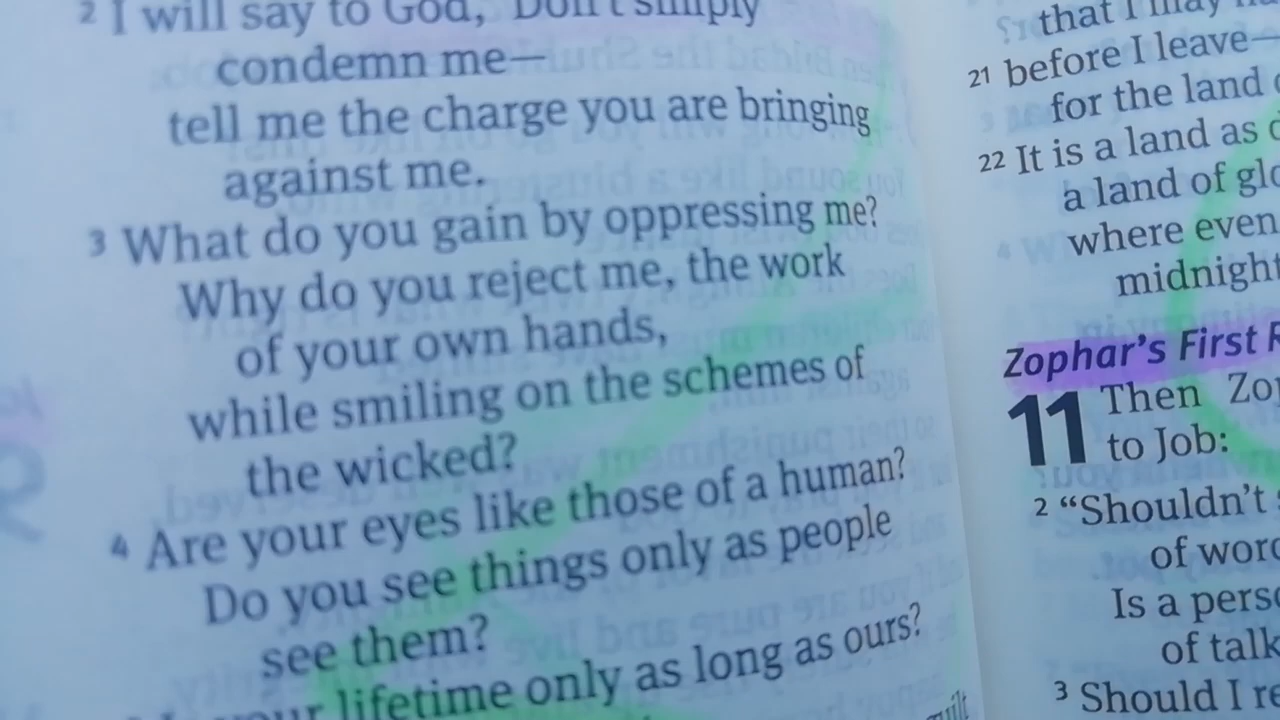 2 I will say to God, ‘Don’t simply
condemn me—
tell me the charge you are bringing
against me.
3 What do you gain by oppressing me?
Why do you reject me, the work
of your own hands,
while smiling on the schemes of
the wicked?
4 Are your eyes like those of a human?
Do you see things only as people
see them?
lifetime only as long as ours?
that I may
21 before I leave—
for the land
22 It is a land as
a land of
where even
midnight
Zophar’s First
11 Then
to Job:
2 “Shouldn’t
of
Is a
of talk
3 Should I